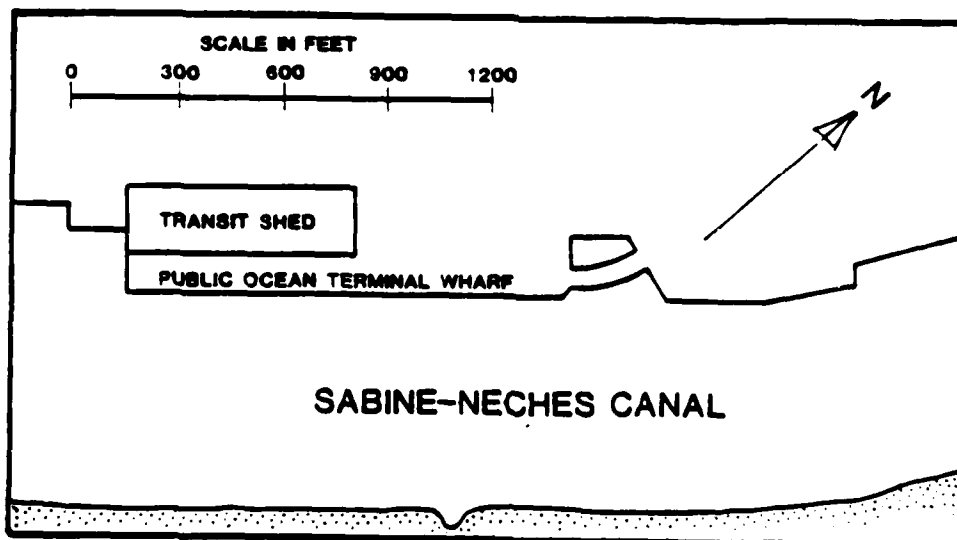 SCALE IN FEET
0 300 600 900 1200
N
TRANSIT SHED
PUBLIC OCEAN TERMINAL WHARF
SABINE-NECHES CANAL